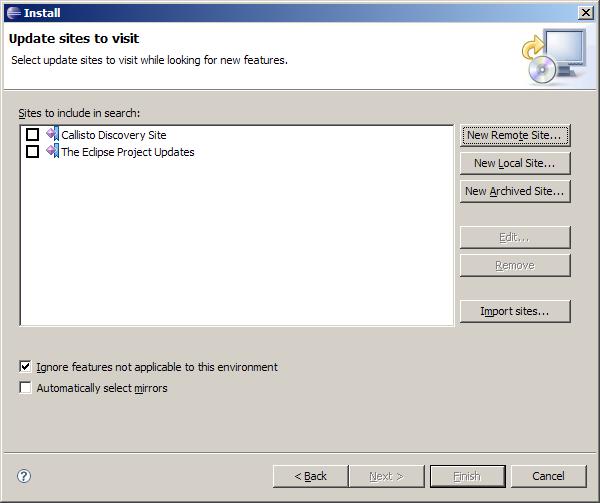 Install
Update sites to visit
Select update sites to visit while looking for new features.
Sites to include in search:
Callisto Discovery Site
The Eclipse Project Updates
New Remote Site...
New Local Site...
New Archived Site...
Edit...
Remove
Import sites...
Ignore features not applicable to this environment
Automatically select mirrors
?
< Back
Next >
Finish
Cancel